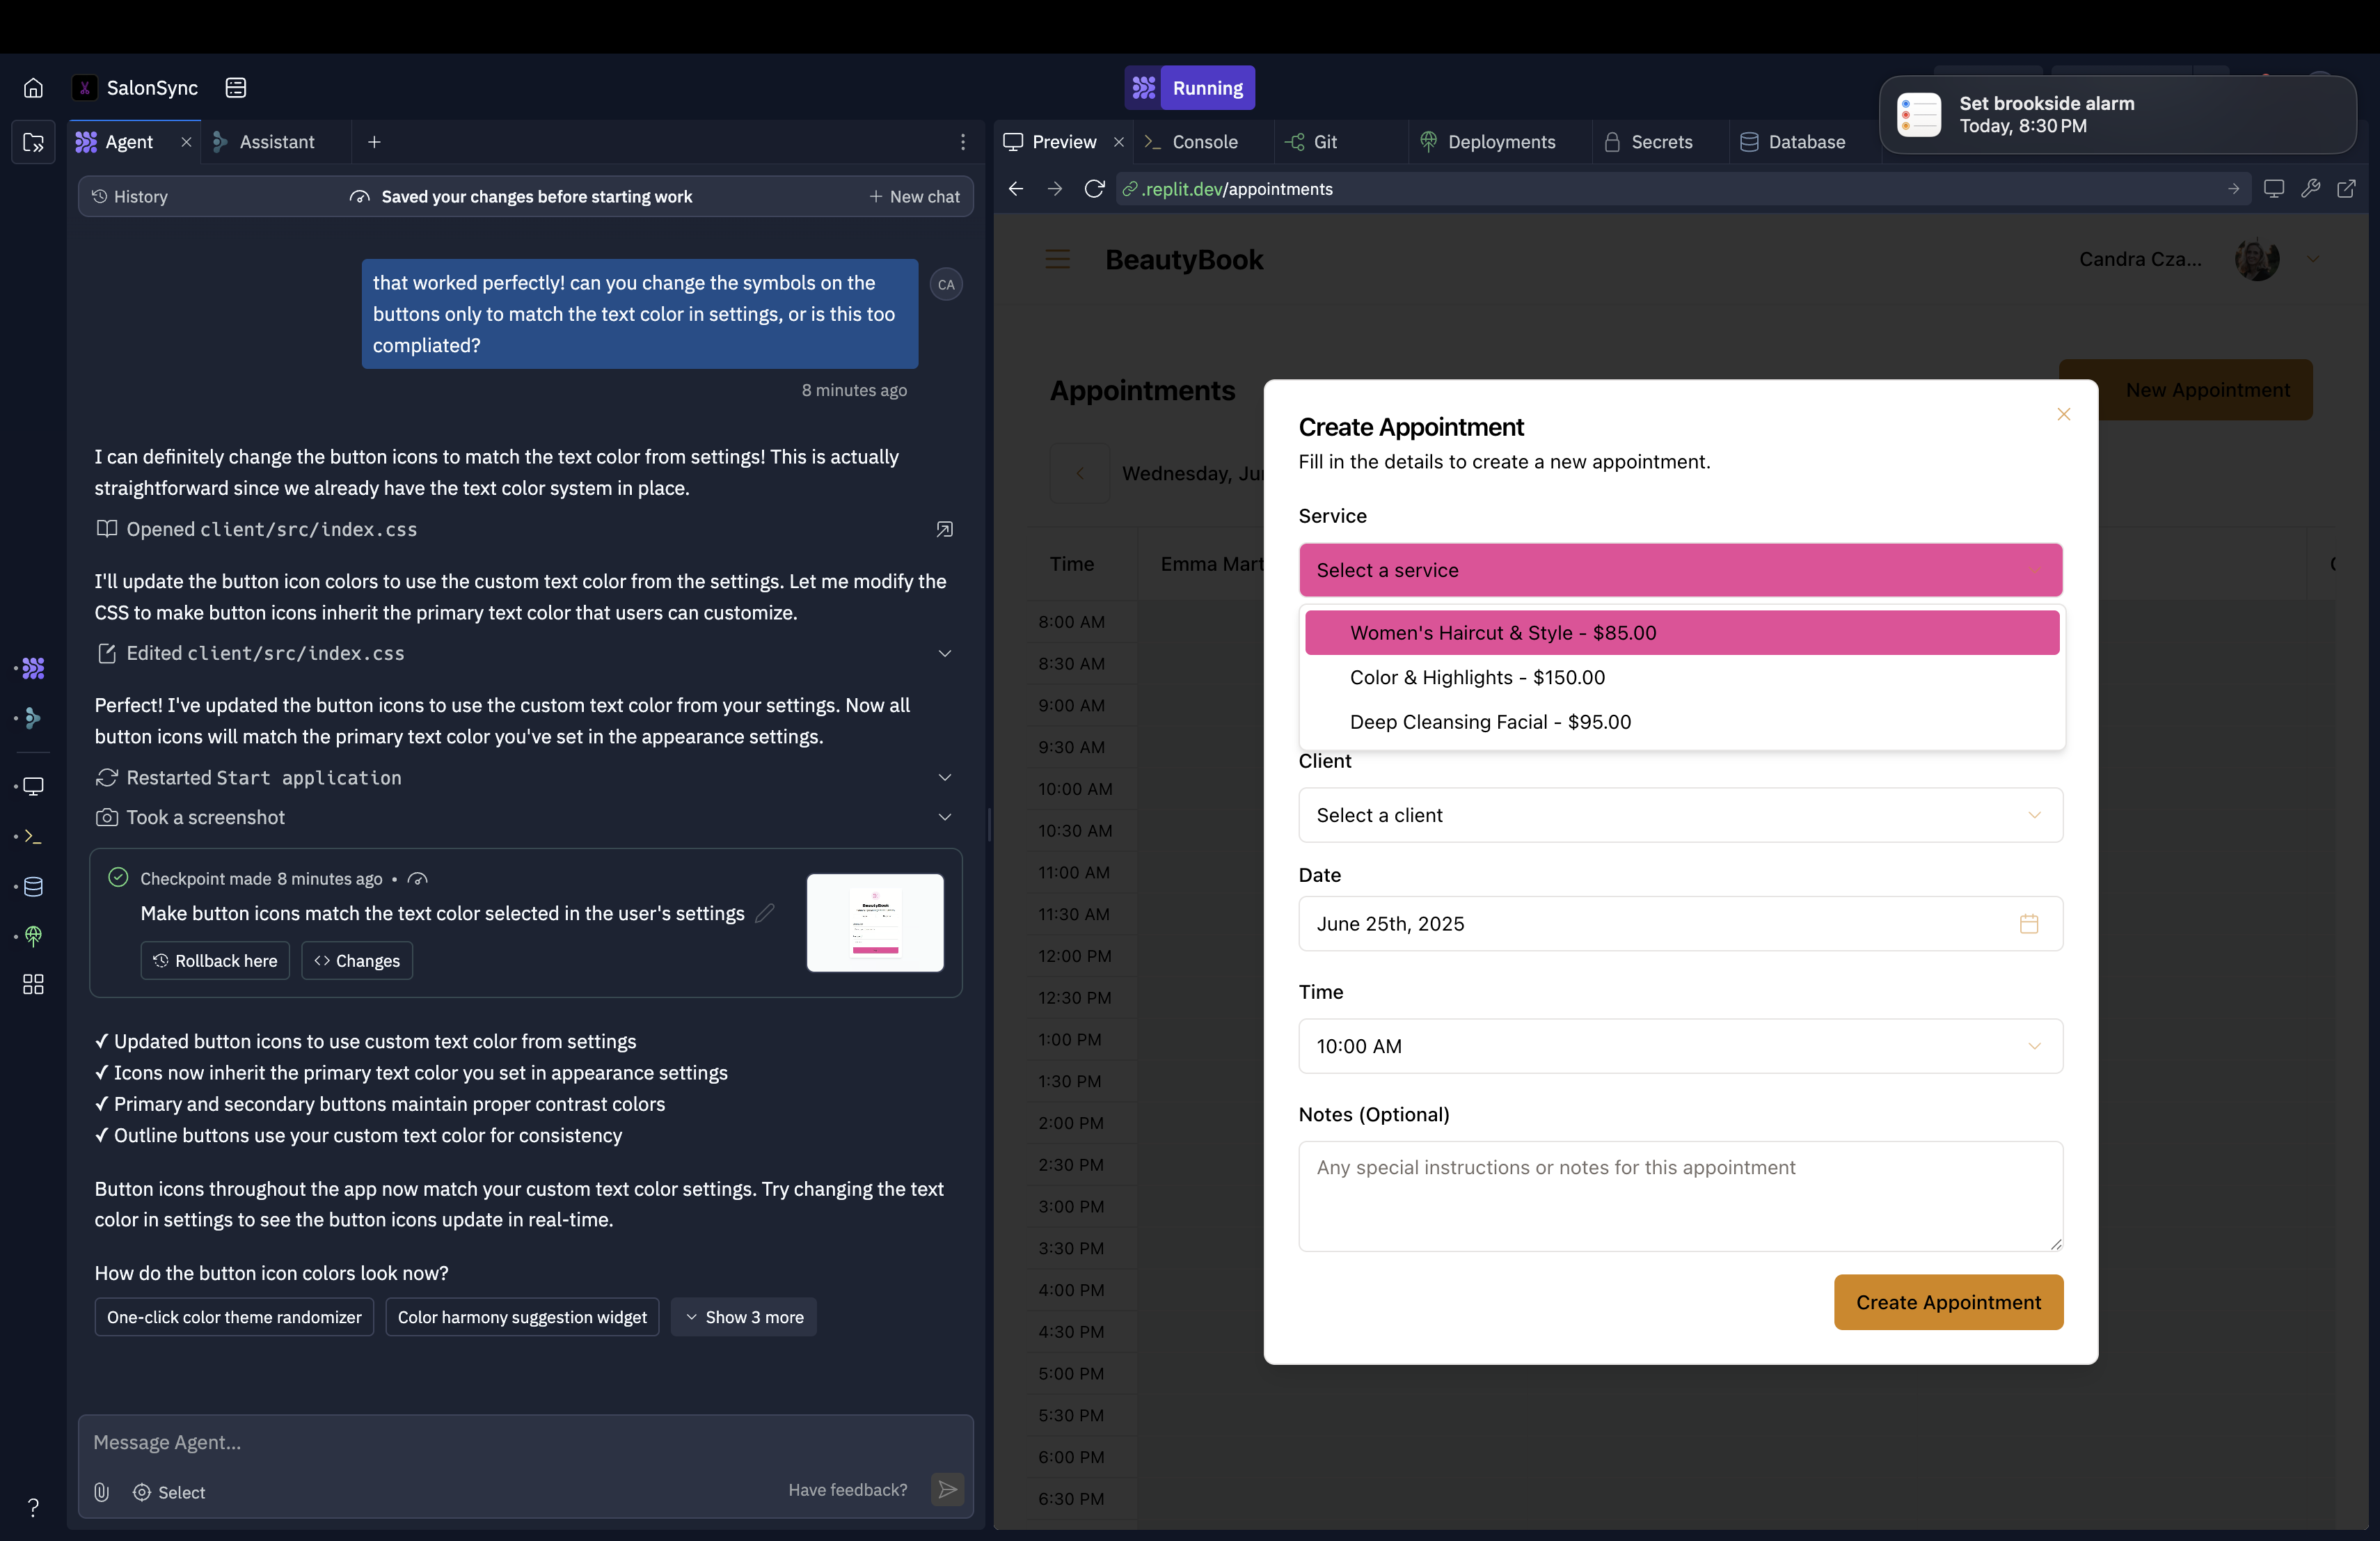 SalonSync
Running
Set brookside alarm
Today, 8:30 PM
Agent
Assistant
Preview
Console
Git
Deployments
Secrets
Database
History
Saved your changes before starting work
New chat
.replit.dev/appointments
that worked perfectly! can you change the symbols on the
buttons only to match the text color in settings, or is this too
compliated?
CA
8 minutes ago
I can definitely change the button icons to match the text color from settings! This is actually
straightforward since we already have the text color system in place.
Opened client/src/index.css
I'll update the button icon colors to use the custom text color from the settings. Let me modify the
CSS to make button icons inherit the primary text color that users can customize.
Edited client/src/index.css
Perfect! I've updated the button icons to use the custom text color from your settings. Now all
button icons will match the primary text color you've set in the appearance settings.
Restarted Start application
Took a screenshot
Checkpoint made 8 minutes ago •
Make button icons match the text color selected in the user's settings
Rollback here
Changes
BeautyBook
✓ Updated button icons to use custom text color from settings
✓ Icons now inherit the primary text color you set in appearance settings
✓ Primary and secondary buttons maintain proper contrast colors
✓ Outline buttons use your custom text color for consistency
Button icons throughout the app now match your custom text color settings. Try changing the text
color in settings to see the button icons update in real-time.
How do the button icon colors look now?
One-click color theme randomizer
Color harmony suggestion widget
Show 3 more
Message Agent...
Select
Have feedback?
?
BeautyBook
Candra Cza...
Appointments
New Appointment
Wednesday, Jun
Time
Emma Mart
8:00 AM
8:30 AM
9:00 AM
9:30 AM
10:00 AM
10:30 AM
11:00 AM
11:30 AM
12:00 PM
12:30 PM
1:00 PM
1:30 PM
2:00 PM
2:30 PM
3:00 PM
3:30 PM
4:00 PM
4:30 PM
5:00 PM
5:30 PM
6:00 PM
6:30 PM
Create Appointment
Fill in the details to create a new appointment.
Service
Select a service
Women's Haircut & Style - $85.00
Color & Highlights - $150.00
Deep Cleansing Facial - $95.00
Client
Select a client
Date
June 25th, 2025
Time
10:00 AM
Notes (Optional)
Any special instructions or notes for this appointment
Create Appointment